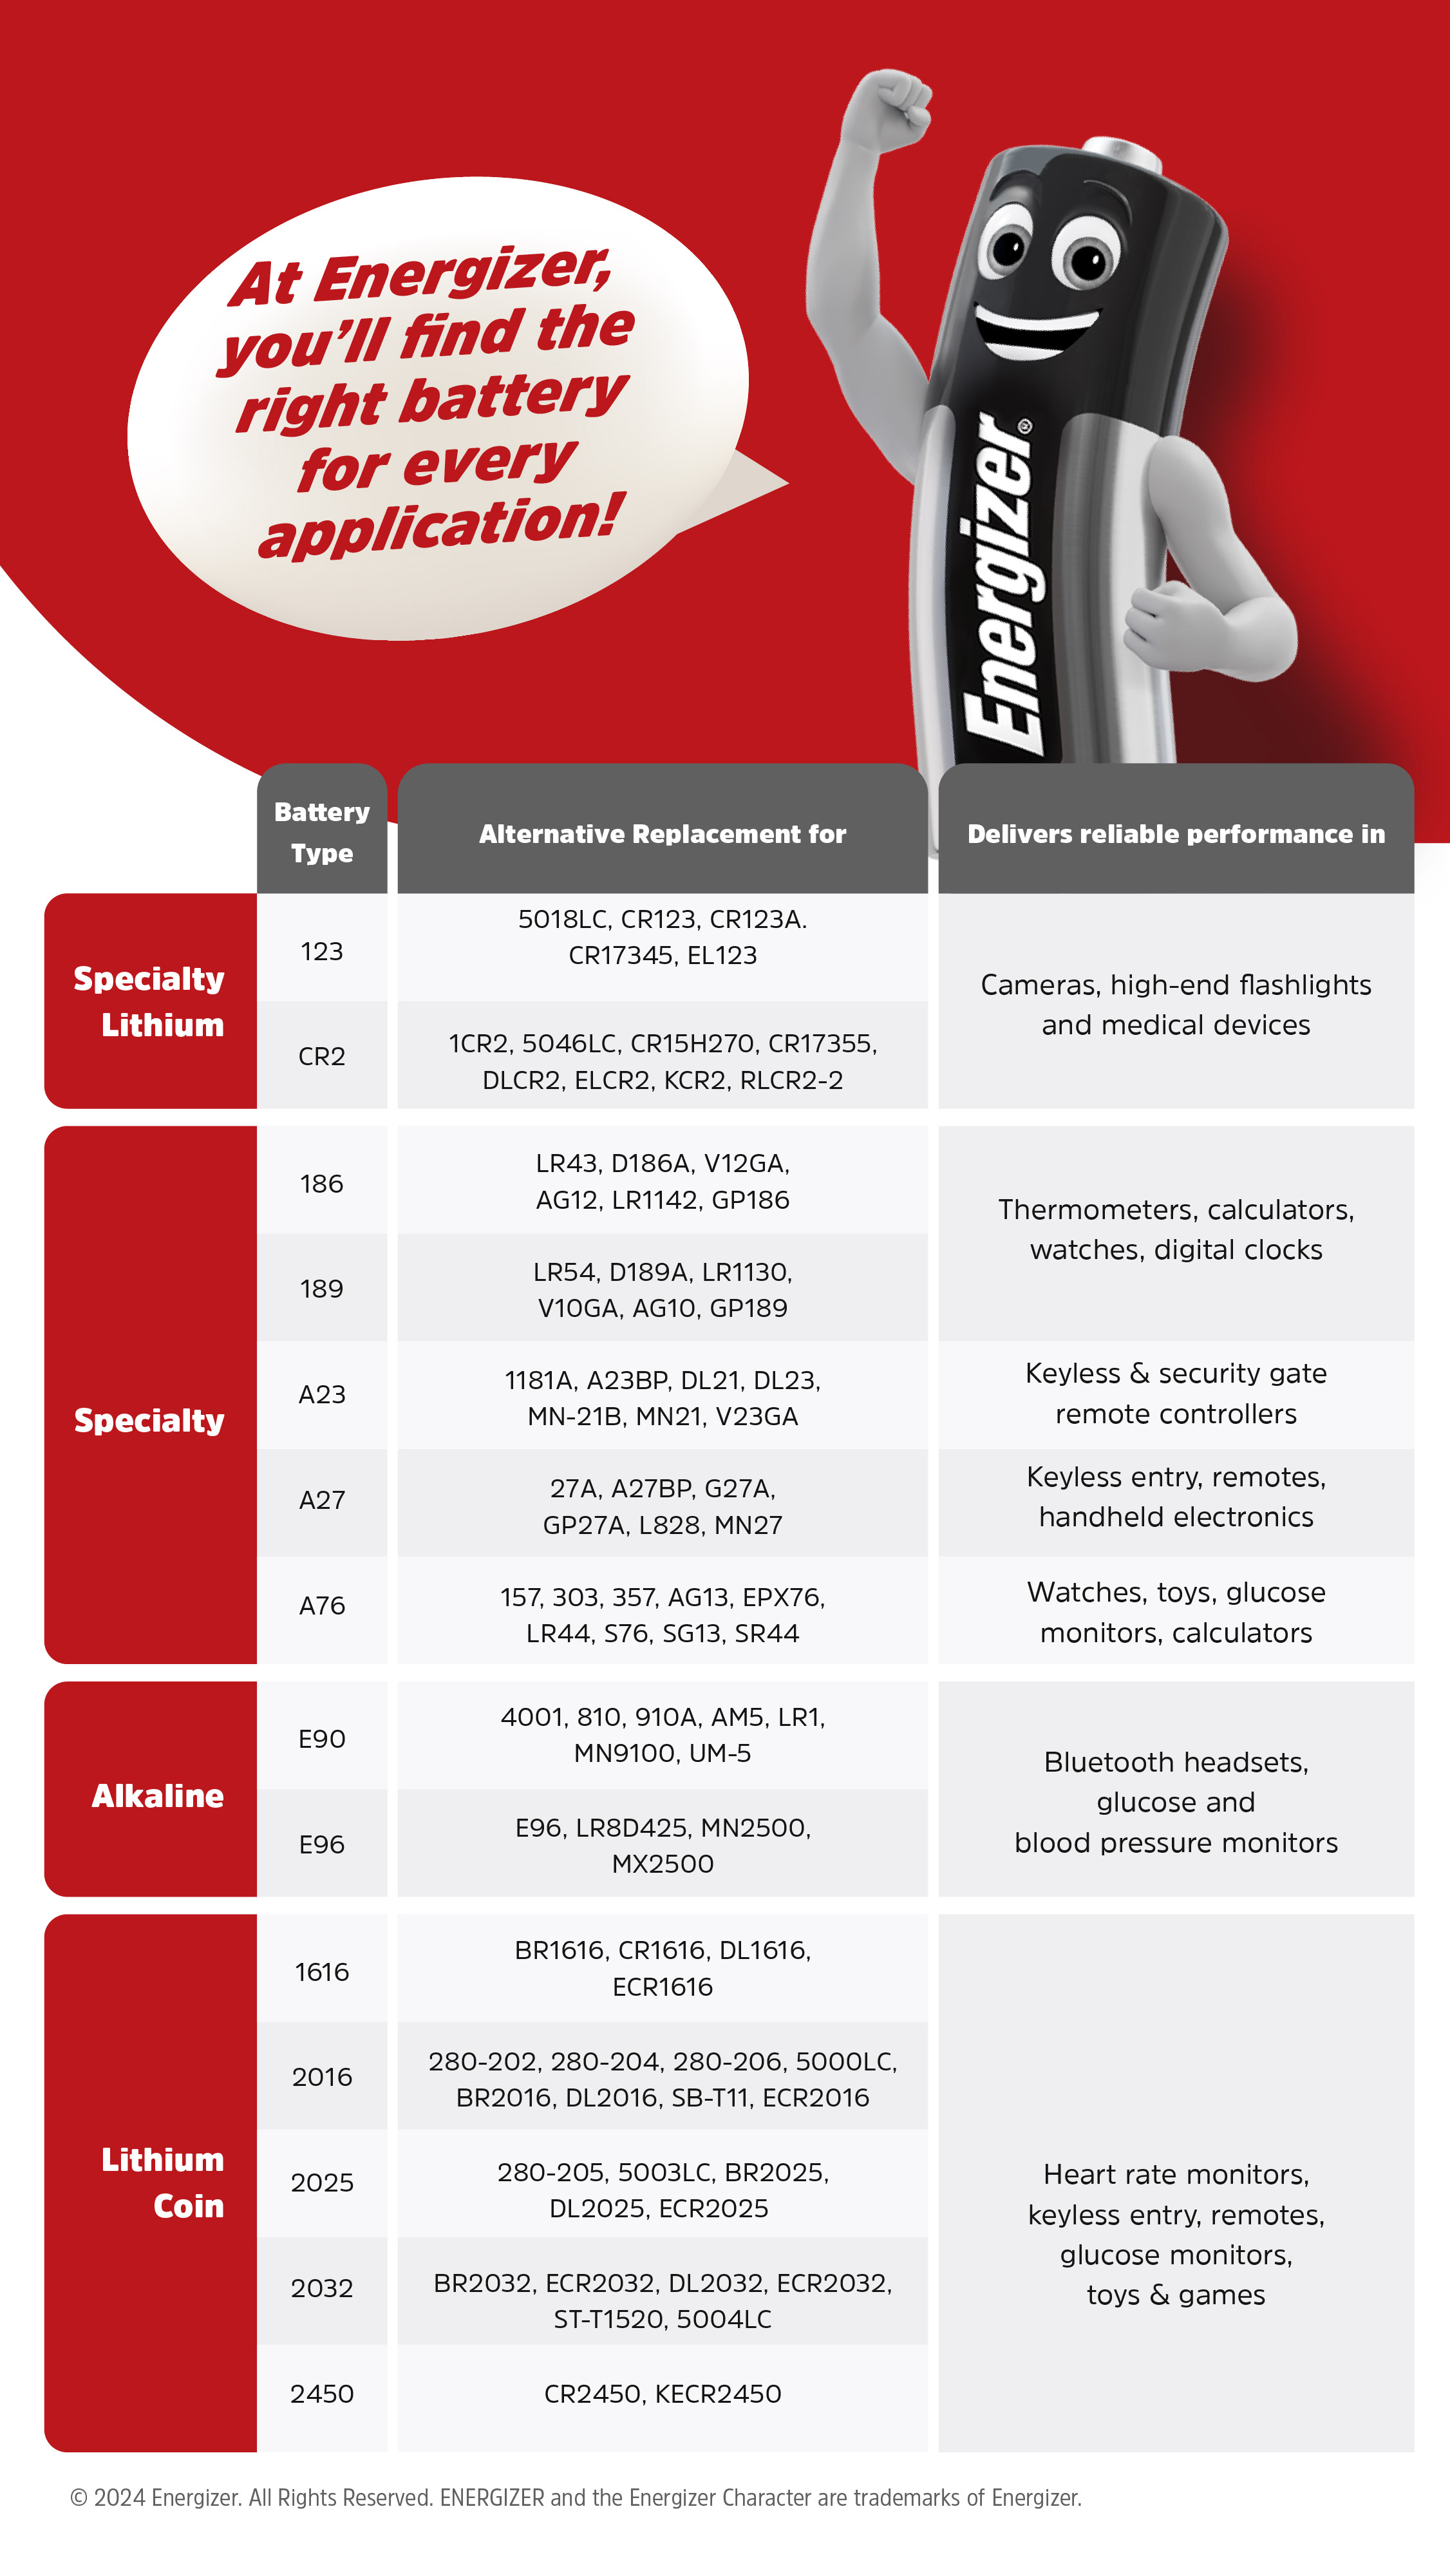 At Energizer,
you’ll find the
right battery
for every
application!
Energizer®
Battery
Type
Alternative Replacement for
Delivers reliable performance in
Specialty
Lithium
123
5018LC, CR123, CR123A.
CR17345, EL123
CR2
1CR2, 5046LC, CR15H270, CR17355,
DLCR2, ELCR2, KCR2, RLCR2-2
Cameras, high-end flashlights
and medical devices
Specialty
186
LR43, D186A, V12GA,
AG12, LR1142, GP186
189
LR54, D189A, LR1130,
V10GA, AG10, GP189
Thermometers, calculators,
watches, digital clocks
A23
1181A, A23BP, DL21, DL23,
MN-21B, MN21, V23GA
Keyless & security gate
remote controllers
A27
27A, A27BP, G27A,
GP27A, L828, MN27
Keyless entry, remotes,
handheld electronics
A76
157, 303, 357, AG13, EPX76,
LR44, S76, SG13, SR44
Watches, toys, glucose
monitors, calculators
Alkaline
E90
4001, 810, 910A, AM5, LR1,
MN9100, UM-5
E96
E96, LR8D425, MN2500,
MX2500
Bluetooth headsets,
glucose and
blood pressure monitors
Lithium
Coin
1616
BR1616, CR1616, DL1616,
ECR1616
2016
280-202, 280-204, 280-206, 5000LC,
BR2016, DL2016, SB-T11, ECR2016
2025
280-205, 5003LC, BR2025,
DL2025, ECR2025
2032
BR2032, ECR2032, DL2032, ECR2032,
ST-T1520, 5004LC
2450
CR2450, KECR2450
Heart rate monitors,
keyless entry, remotes,
glucose monitors,
toys & games
© 2024 Energizer. All Rights Reserved. ENERGIZER and the Energizer Character are trademarks of Energizer.